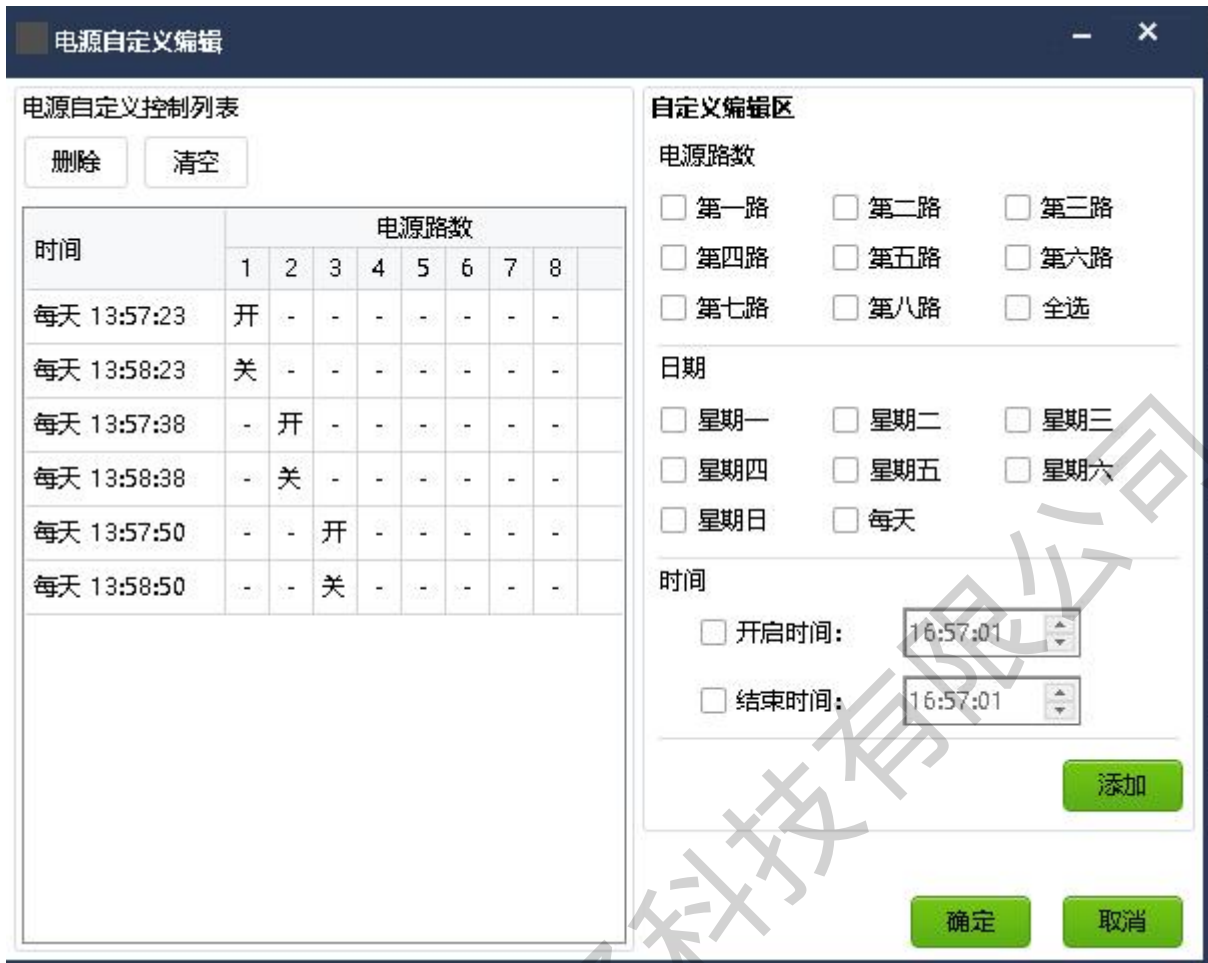 电源自定义编辑
电源自定义控制列表
删除 清空
时间 电源路数
1 2 3 4 5 6 7 8
每天 13:57:23 开 - - - - - - -
每天 13:58:23 关 - - - - - - -
每天 13:57:38 - 开 - - - - - -
每天 13:58:38 - 关 - - - - - -
每天 13:57:50 - - 开 - - - - -
每天 13:58:50 - - 关 - - - - -
自定义编辑区
电源路数
第一路 第二路 第三路
第四路 第五路 第六路
第七路 第八路 全选
日期
星期一 星期二 星期三
星期四 星期五 星期六
星期日 每天
时间
开启时间: 16:57:01
结束时间: 16:57:01
添加
确定 取消
科技有限公司